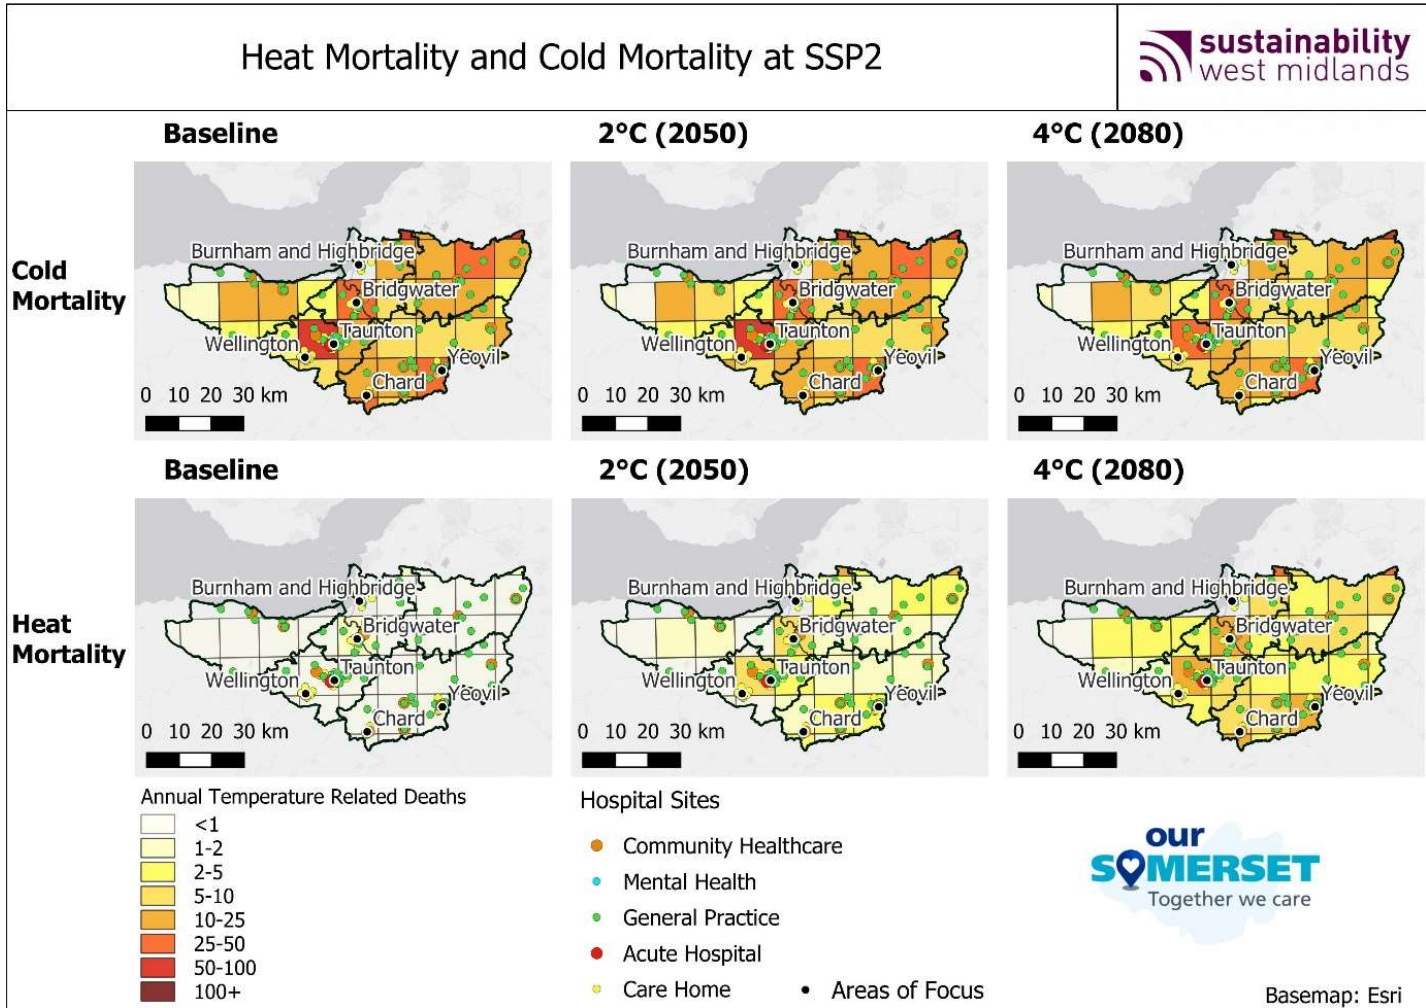 Heat Mortality and Cold Mortality at SSP2
sustainability
west midlands
Baseline
2°C (2050)
4°C (2080)
Cold
Mortality
Burnham and Highbridge
Bridgwater
Taunton
Wellington
Yeovil
Chard
0 10 20 30 km
Burnham and Highbridge
Bridgwater
Taunton
Wellington
Yeovil
Chard
0 10 20 30 km
Burnham and Highbridge
Bridgwater
Taunton
Wellington
Yeovil
Chard
0 10 20 30 km
Baseline
2°C (2050)
4°C (2080)
Heat
Mortality
Burnham and Highbridge
Bridgwater
Taunton
Wellington
Yeovil
Chard
0 10 20 30 km
Burnham and Highbridge
Bridgwater
Taunton
Wellington
Yeovil
Chard
0 10 20 30 km
Burnham and Highbridge
Bridgwater
Taunton
Wellington
Yeovil
Chard
0 10 20 30 km
Annual Temperature Related Deaths
<1
1-2
2-5
5-10
10-25
25-50
50-100
100+
Hospital Sites
Community Healthcare
Mental Health
General Practice
Acute Hospital
Care Home
Areas of Focus
our
SOMERSET
Together we care
Basemap: Esri